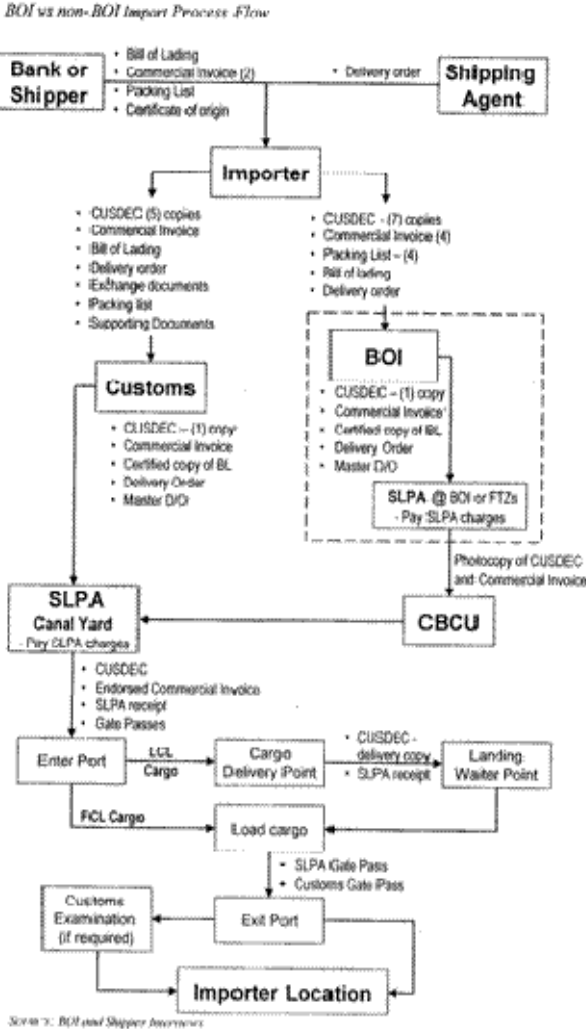 BOI vs non-BOI Import Process Flow
Bank or
Shipper
• Bill of Lading
• Commercial Invoice (2)
• Packing List
• Certificate of origin
• Delivery order
Shipping
Agent
Importer
• CUSDEC (5) copies
• Commercial Invoice
• Bill of Lading
• Delivery order
• Exchange documents
• Packing list
• Supporting Documents
• CUSDEC - (7) copies
• Commercial Invoice (4)
• Packing List – (4)
• Bill of lading
• Delivery order
Customs
• CUSDEC – (1) copy
• Commercial Invoice
• Certified copy of BL
• Delivery Order
• Master D/O
BOI
• CUSDEC – (1) copy
• Commercial Invoice
• Certified copy of BL
• Delivery Order
• Master D/O
SLPA @ BOI or FTZs
- Pay SLPA charges
Photocopy of CUSDEC
and Commercial Invoice
SLPA
Canal Yard
- Pay SLPA charges
CBCU
• CUSDEC
• Endorsed Commercial Invoice
• SLPA receipt
• Gate Passes
Enter Port
LCL
Cargo
Cargo
Delivery Point
• CUSDEC -
delivery copy
• SLPA receipt
Landing
Waiter Point
FCL Cargo
Load cargo
• SLPA Gate Pass
• Customs Gate Pass
Customs
Examination
(if required)
Exit Port
Importer Location
Source: BOI and Shipper Interviews